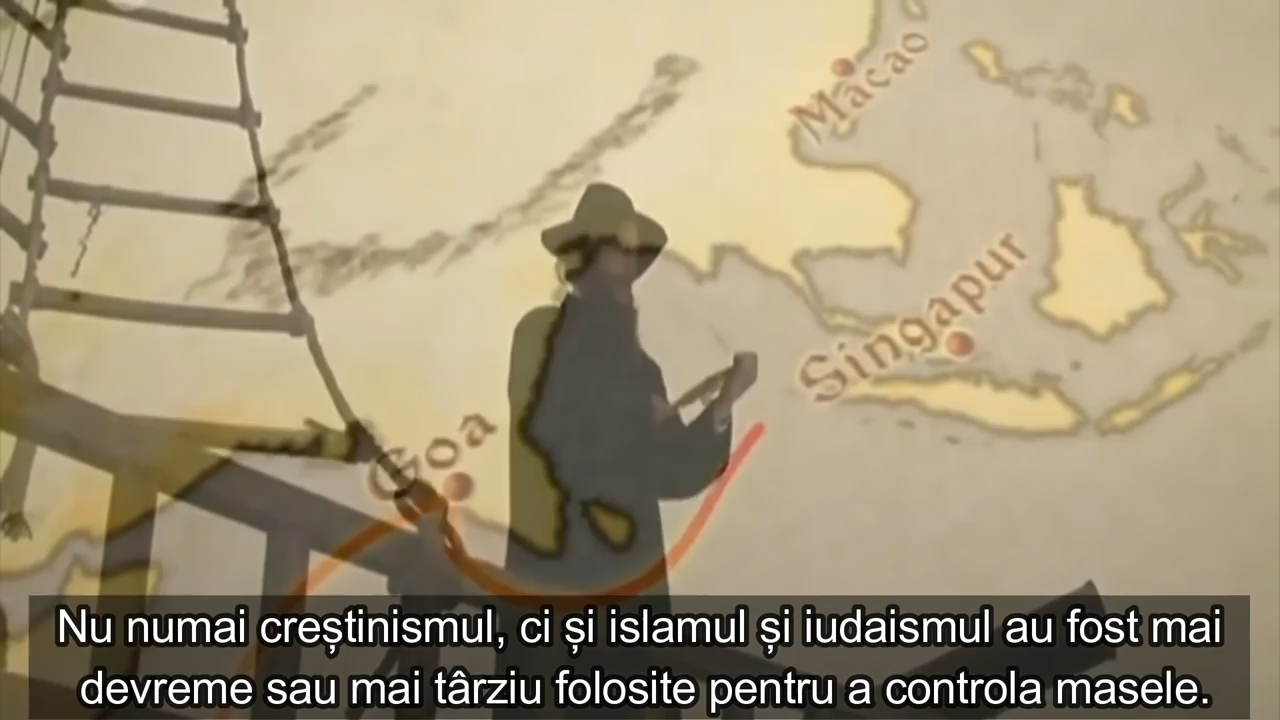 Macao
Singapur
Goa
Nu numai creștinismul, ci și islamul și iudaismul au fost mai
devreme sau mai târziu folosite pentru a controla masele.